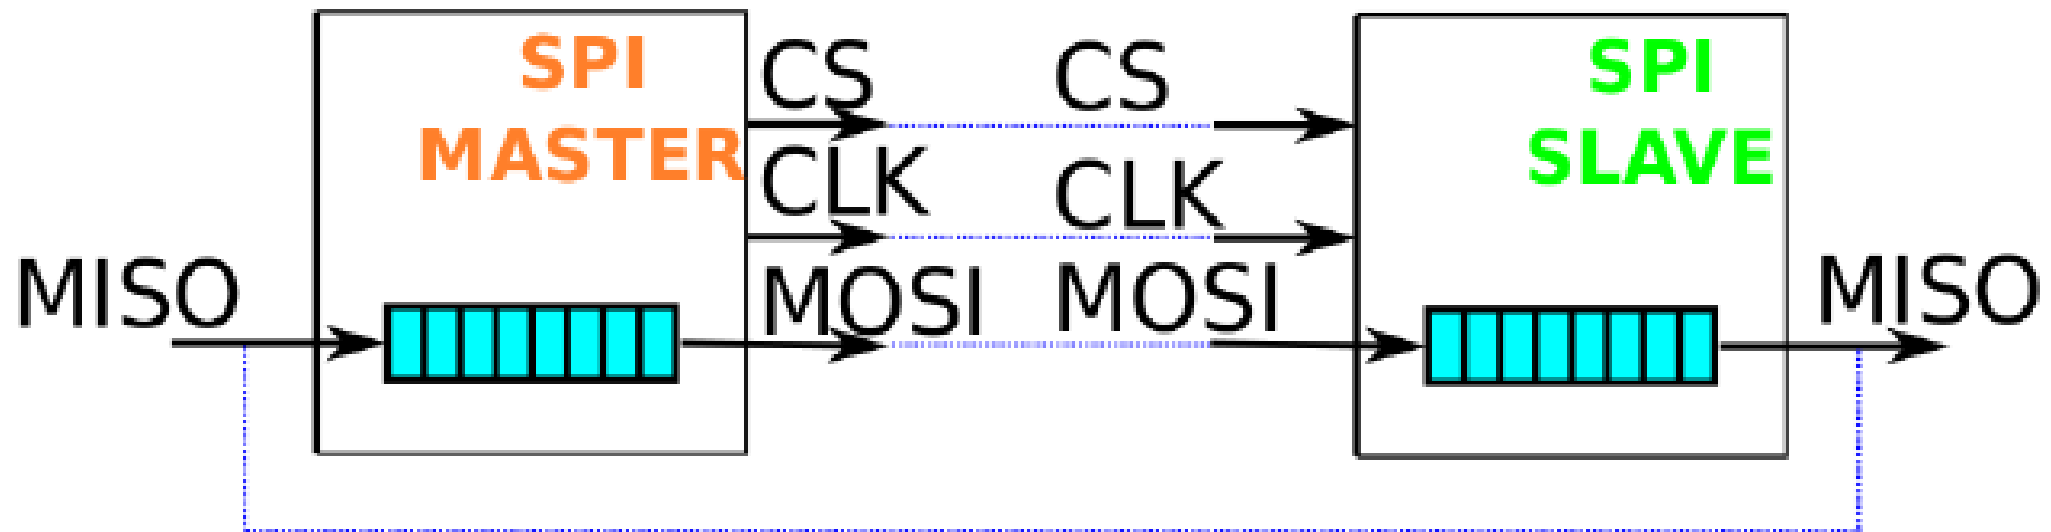 SPI
MASTER
CS
CLK
MOSI
MISO
CS
CLK
MOSI
SPI
SLAVE
MISO